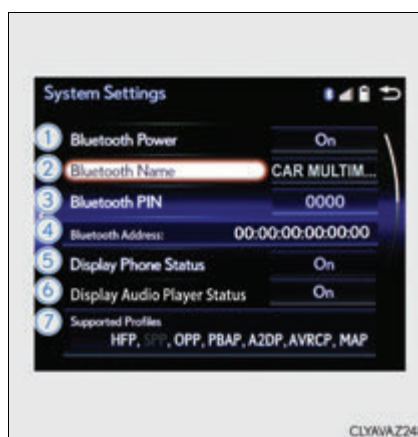 System Settings
1 Bluetooth Power On
2 Bluetooth Name CAR MULTIM...
3 Bluetooth PIN 0000
4 Bluetooth Address: 00:00:00:00:00:00
5 Display Phone Status On
6 Display Audio Player Status On
7 Supported Profiles
HFP, SPP, OPP, PBAP, A2DP, AVRCP, MAP
CLYAVAZ24